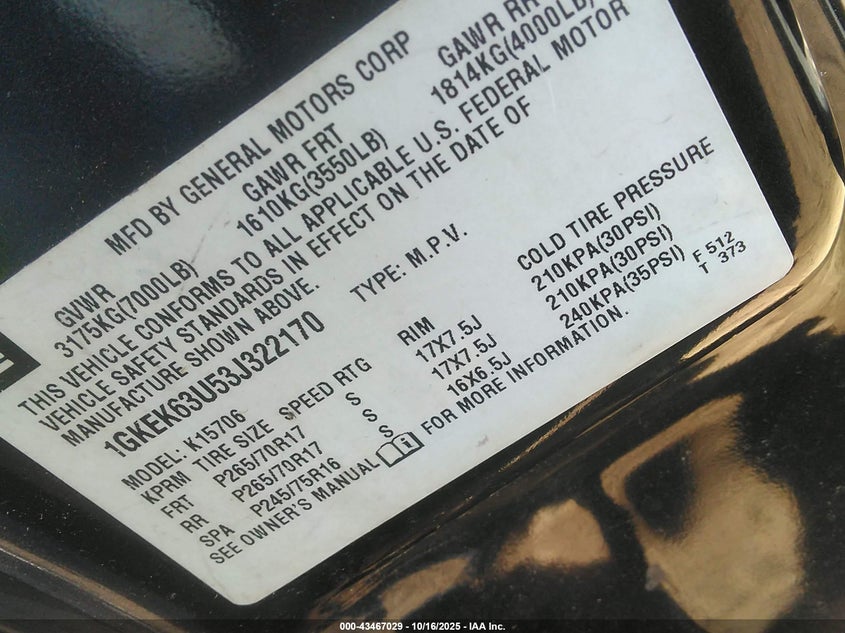 MFD BY GENERAL MOTORS CORP
GVWR GAWR FRT GAWR RR
3175KG(7000LB) 1610KG(3550LB) 1814KG(4000LB)
THIS VEHICLE CONFORMS TO ALL APPLICABLE U.S. FEDERAL MOTOR
VEHICLE SAFETY STANDARDS IN EFFECT ON THE DATE OF
MANUFACTURE SHOWN ABOVE.
1GKEK63U53J322170 TYPE: M.P.V.
MODEL: K15706
KPRM TIRE SIZE SPEED RTG RIM COLD TIRE PRESSURE
FRT P265/70R17 S 17X7.5J 210KPA(30PSI)
RR P265/70R17 S 17X7.5J 210KPA(30PSI)
SPA P245/75R16 S 16X6.5J 240KPA(35PSI)
SEE OWNER'S MANUAL FOR MORE INFORMATION.
F 512
T 373
000-43467029 - 10/16/2025 - IAA Inc.